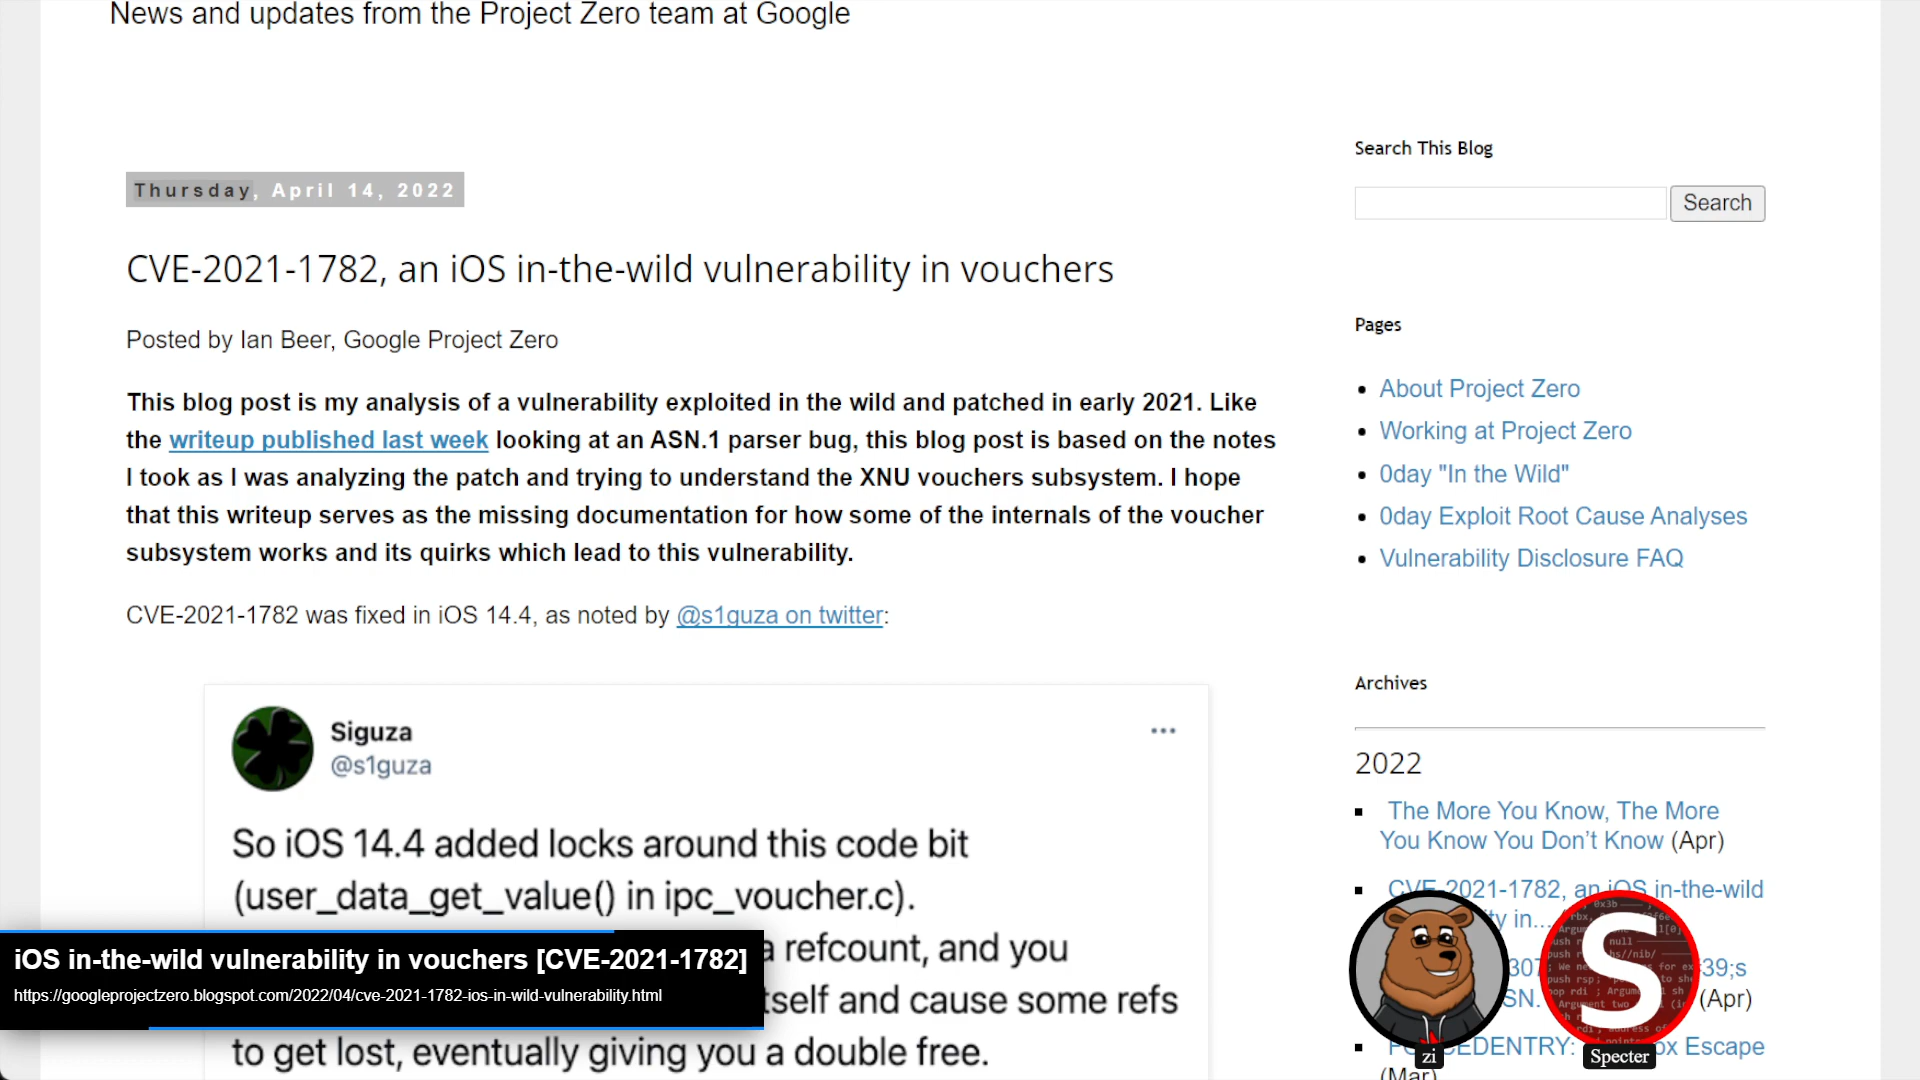 News and updates from the Project Zero team at Google
Thursday, April 14, 2022
CVE-2021-1782, an iOS in-the-wild vulnerability in vouchers
Posted by Ian Beer, Google Project Zero
This blog post is my analysis of a vulnerability exploited in the wild and patched in early 2021. Like
the writeup published last week looking at an ASN.1 parser bug, this blog post is based on the notes
I took as I was analyzing the patch and trying to understand the XNU vouchers subsystem. I hope
that this writeup serves as the missing documentation for how some of the internals of the voucher
subsystem works and its quirks which lead to this vulnerability.
CVE-2021-1782 was fixed in iOS 14.4, as noted by @s1guza on twitter:
Siguza
@s1guza
So iOS 14.4 added locks around this code bit
(user_data_get_value() in ipc_voucher.c).
a refcount, and you
tself and cause some refs
to get lost, eventually giving you a double free.
iOS in-the-wild vulnerability in vouchers [CVE-2021-1782]
https://googleprojectzero.blogspot.com/2022/04/cve-2021-1782-ios-in-wild-vulnerability.html
Search This Blog
Search
Pages
About Project Zero
Working at Project Zero
0day "In the Wild"
0day Exploit Root Cause Analyses
Vulnerability Disclosure FAQ
Archives
2022
The More You Know, The More
You Know You Don't Know (Apr)
CVE-2021-1782, an iOS in-the-wild
in...
(Apr)
Escape
(Mar)
zi
S
Specter